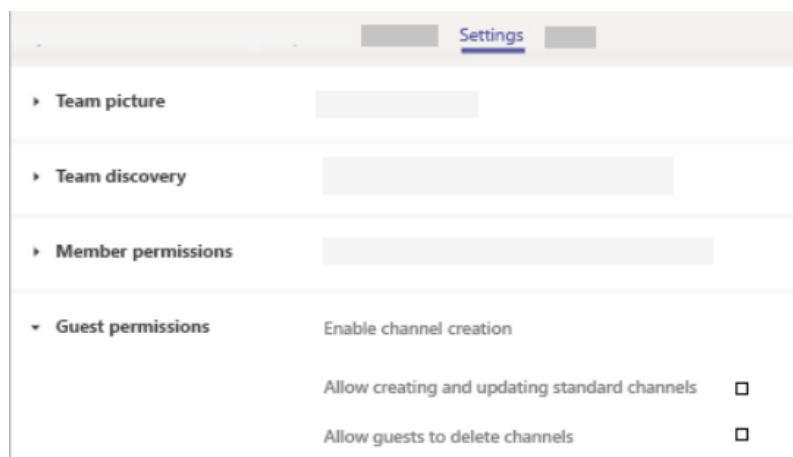 Settings
Team picture
Team discovery
Member permissions
Guest permissions
Enable channel creation
Allow creating and updating standard channels
Allow guests to delete channels